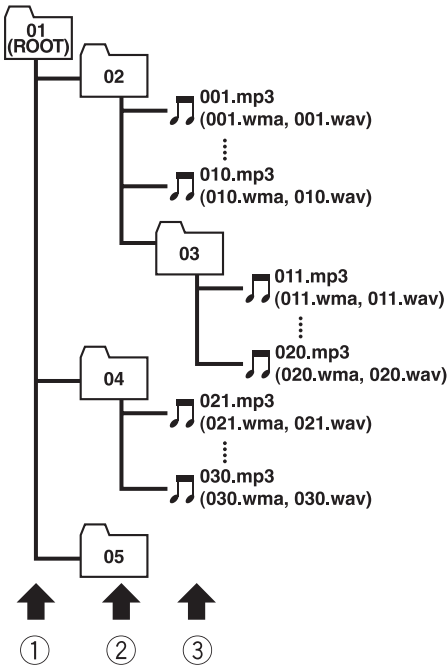 01
(ROOT)
02
001.mp3
(001.wma, 001.wav)
010.mp3
(010.wma, 010.wav)
03
011.mp3
(011.wma, 011.wav)
020.mp3
(020.wma, 020.wav)
04
021.mp3
(021.wma, 021.wav)
030.mp3
(030.wma, 030.wav)
05
① ② ③